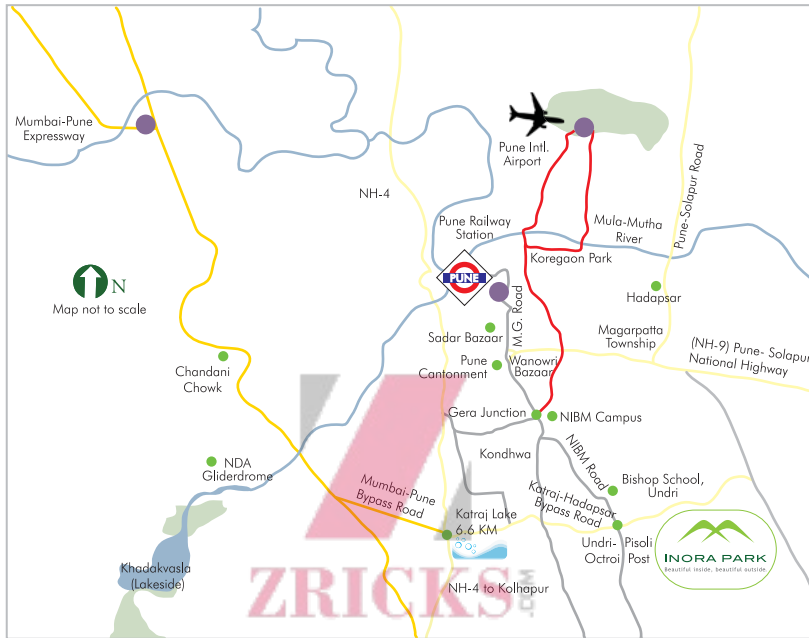 Mumbai-Pune
Expressway
Pune Intl.
Airport
Pune-Solapur Road
NH-4
Pune Railway
Station
Mula-Mutha
River
Koregaon Park
N
Map not to scale
PUNE
Hadapsar
M.G. Road
Sadar Bazaar
Magarpatta
Township
(NH-9) Pune- Solapur
National Highway
Chandani
Chowk
Pune
Cantonment
Wanowri
Bazaar
Gera Junction
NIBM Campus
Kondhwa
NIBM Road
NDA
Gliderdrome
Mumbai-Pune
Bypass Road
Bishop School,
Undri
Katraj-Hadapsar
Bypass Road
Katraj Lake
6.6 KM
Undri-
Octroi
Pisoli
Post
INORA PARK
Beautiful inside, beautiful outside.
Khadakvasla
(Lakeside)
NH-4 to Kolhapur
ZRICKS
.COM